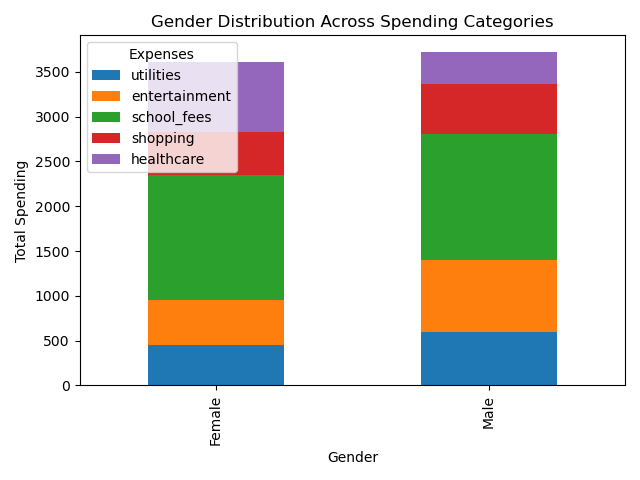 Gender Distribution Across Spending Categories
Expenses
utilities
entertainment
school_fees
shopping
healthcare
Total Spending
3500
3000
2500
2000
1500
1000
500
0
Female
Male
Gender